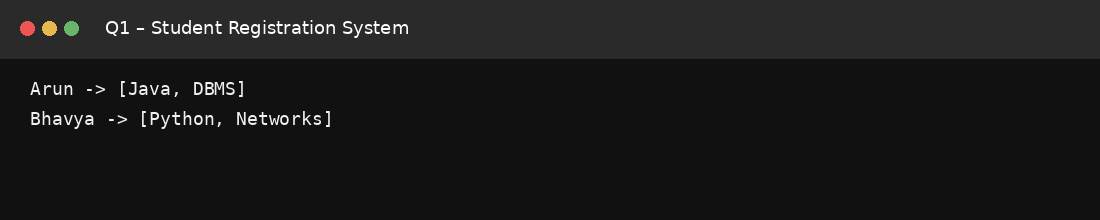 Q1 – Student Registration System
Arun -> [Java, DBMS]
Bhavya -> [Python, Networks]